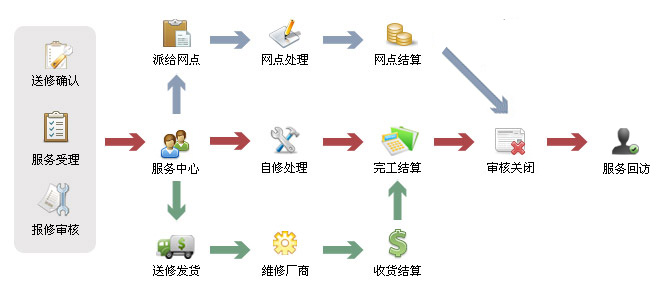 送修确认
服务受理
报修审核
派给网点
网点处理
网点结算
服务中心
自修处理
完工结算
审核关闭
服务回访
送修发货
维修厂商
收货结算